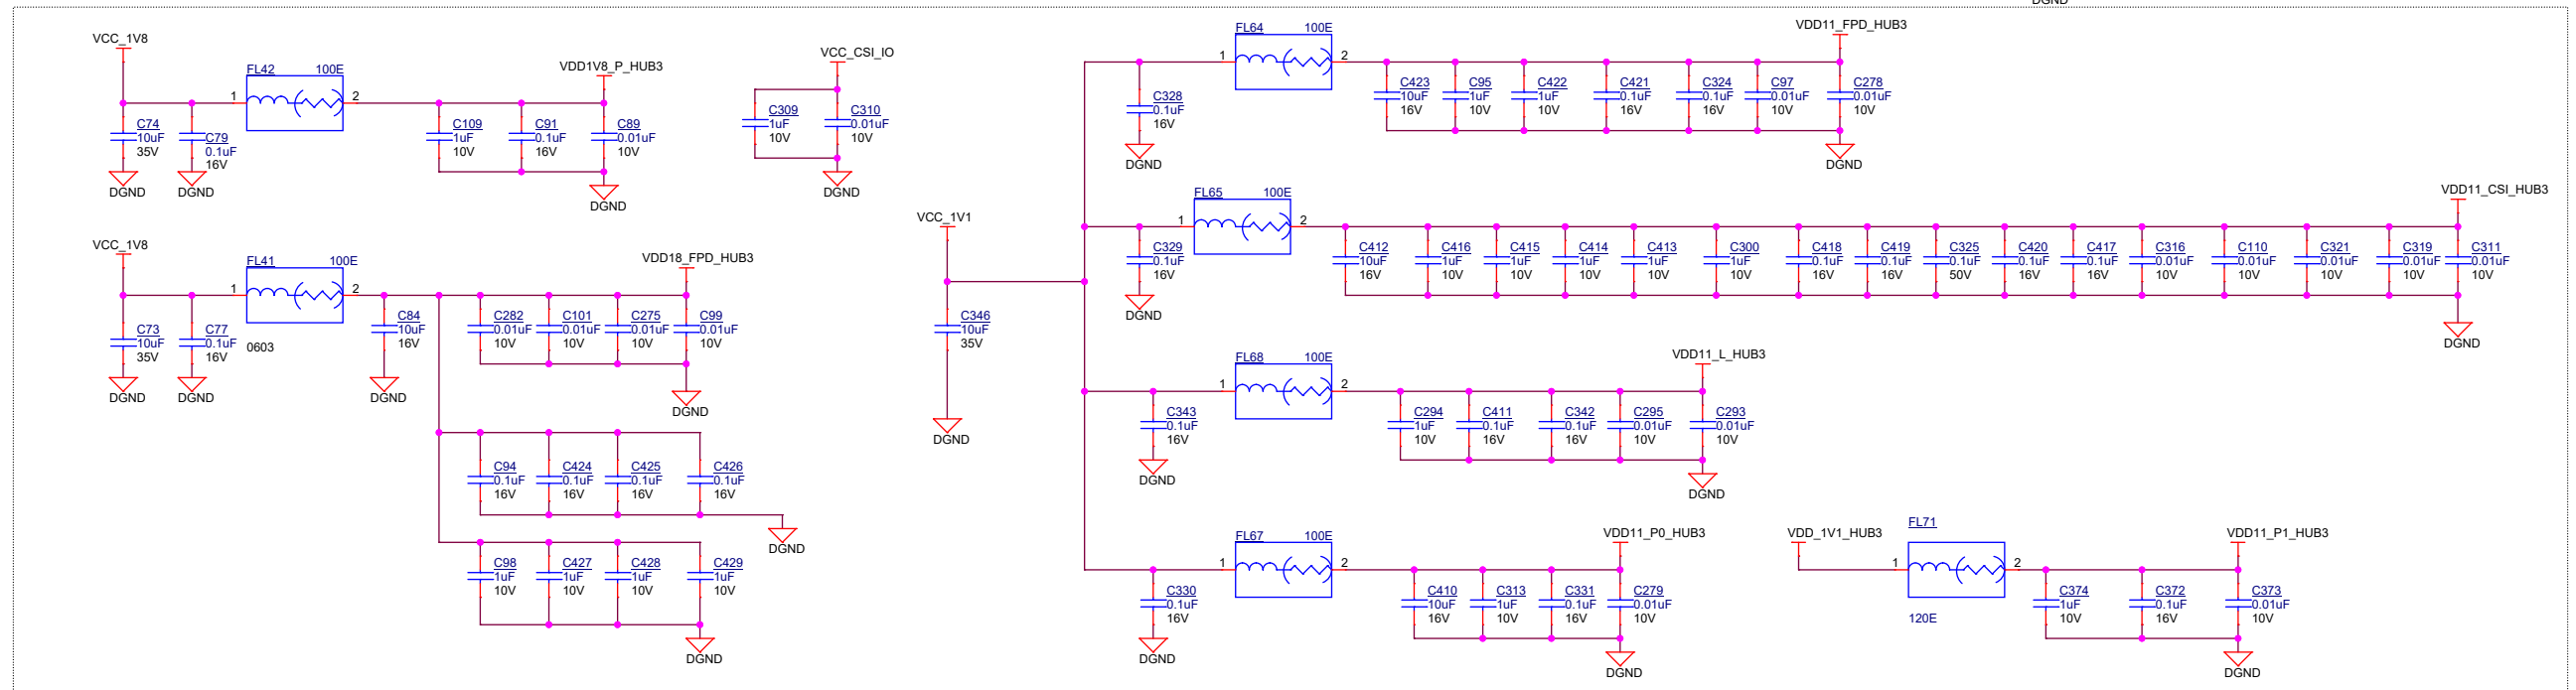 DGND
VCC_1V8
FL42
100E
VDD1V8_P_HUB3
1
2
C74
10uF
35V
C79
0.1uF
16V
C109
1uF
10V
C91
0.1uF
16V
C89
0.01uF
10V
DGND
DGND
DGND
VCC_CSI_IO
C309
1uF
10V
C310
0.01uF
10V
DGND
VCC_1V8
FL41
100E
VDD18_FPD_HUB3
1
2
C73
10uF
35V
C77
0.1uF
16V
0603
C84
10uF
16V
C282
0.01uF
10V
C101
0.01uF
10V
C275
0.01uF
10V
C99
0.01uF
10V
DGND
DGND
DGND
DGND
C94
0.1uF
16V
C424
0.1uF
16V
C425
0.1uF
16V
C426
0.1uF
16V
DGND
C98
1uF
10V
C427
1uF
10V
C428
1uF
10V
C429
1uF
10V
DGND
VCC_1V1
C346
10uF
35V
DGND
FL64
100E
VDD11_FPD_HUB3
1
2
C328
0.1uF
16V
DGND
C423
10uF
16V
C95
1uF
10V
C422
1uF
10V
C421
0.1uF
16V
C324
0.1uF
16V
C97
0.01uF
10V
C278
0.01uF
10V
DGND
FL65
100E
VDD11_CSI_HUB3
1
2
C329
0.1uF
16V
DGND
C412
10uF
16V
C416
1uF
10V
C415
1uF
10V
C414
1uF
10V
C413
1uF
10V
C300
1uF
10V
C418
0.1uF
16V
C419
0.1uF
16V
C325
0.1uF
50V
C420
0.1uF
16V
C417
0.1uF
16V
C316
0.01uF
10V
C110
0.01uF
10V
C321
0.01uF
10V
C319
0.01uF
10V
C311
0.01uF
10V
DGND
FL68
100E
VDD11_L_HUB3
1
2
C343
0.1uF
16V
DGND
C294
1uF
10V
C411
0.1uF
16V
C342
0.1uF
16V
C295
0.01uF
10V
C293
0.01uF
10V
DGND
FL67
100E
VDD11_P0_HUB3
1
2
C330
0.1uF
16V
DGND
C410
10uF
16V
C313
1uF
10V
C331
0.1uF
16V
C279
0.01uF
10V
DGND
VDD_1V1_HUB3
FL71
VDD11_P1_HUB3
1
2
120E
C374
1uF
10V
C372
0.1uF
16V
C373
0.01uF
10V
DGND